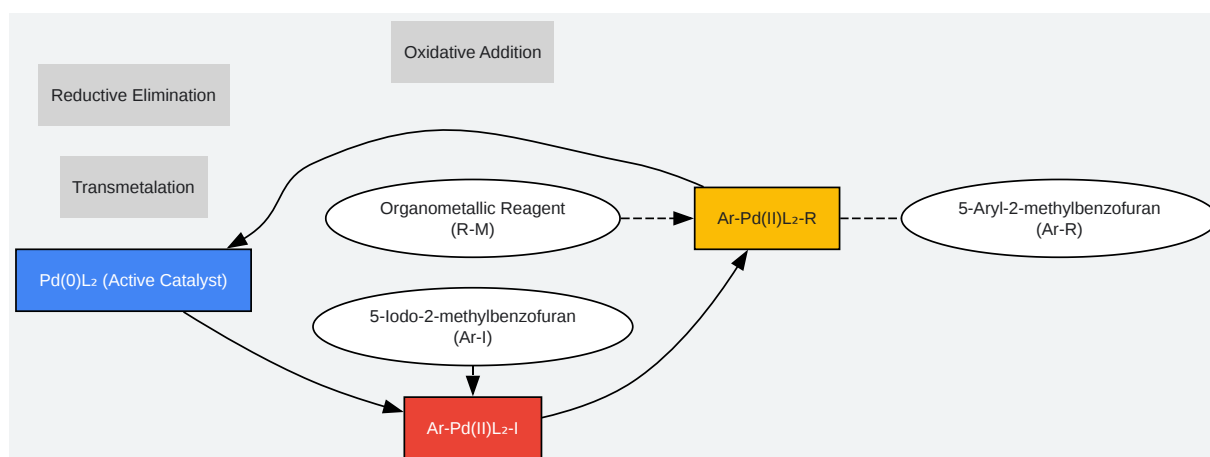 Oxidative Addition
Reductive Elimination
Transmetalation
Organometallic Reagent
(R-M)
Ar-Pd(II)L₂-R
5-Aryl-2-methylbenzofuran
(Ar-R)
Pd(0)L₂ (Active Catalyst)
5-Iodo-2-methylbenzofuran
(Ar-I)
Ar-Pd(II)L₂-I